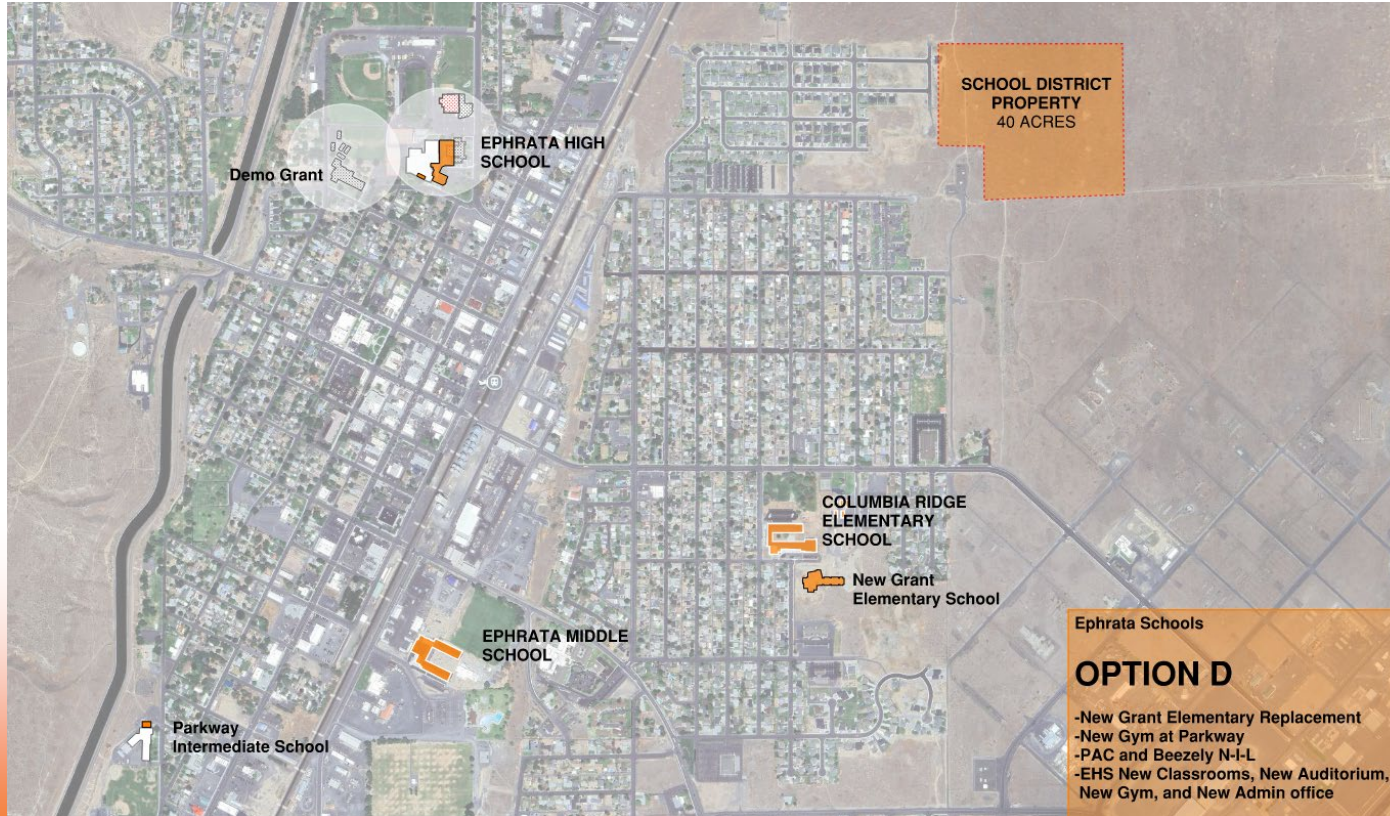 SCHOOL DISTRICT
PROPERTY
40 ACRES
EPHRATA HIGH
SCHOOL
Demo Grant
COLUMBIA RIDGE
ELEMENTARY
SCHOOL
New Grant
Elementary School
EPHRATA MIDDLE
SCHOOL
Parkway
Intermediate School
Ephrata Schools
OPTION D
-New Grant Elementary Replacement
-New Gym at Parkway
-PAC and Beezely N-I-L
-EHS New Classrooms, New Auditorium,
New Gym, and New Admin office